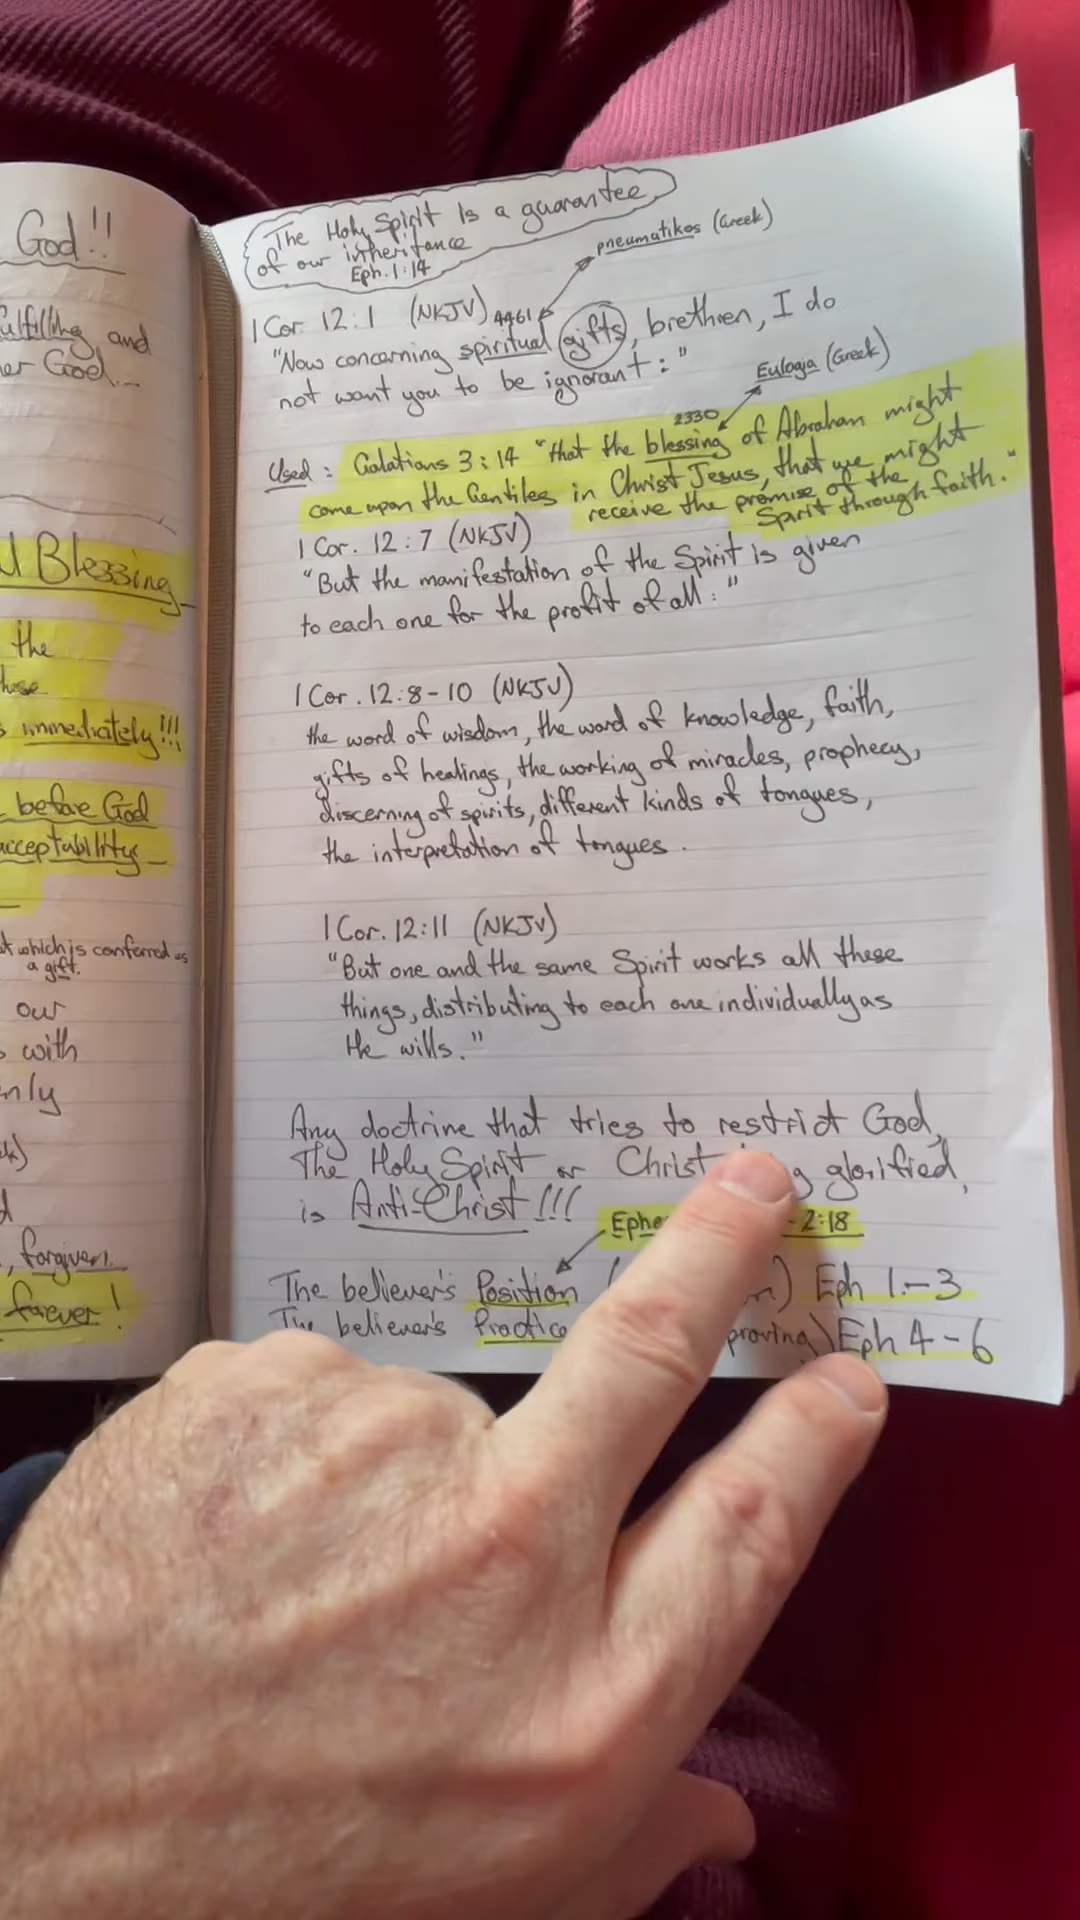 God!!
fulfilling and
her God...
Blessing
the
those
immediately!!!
before God
acceptability
which is conferred as
a gift.
our
with
forgiven
forever!
The Holy Spirit Is a guarantee
of our inheritance
Eph. 1:14
pneumatikos (Greek)
1 Cor. 12:1 (NKJV) 4461
"Now concerning spiritual gifts, brethren, I do
not want you to be ignorant:"
Eulogia (Greek)
2330
Used: Galatians 3:14 "that the blessing of Abraham might
come upon the Gentiles in Christ Jesus, that we might
receive the promise of the
Spirit through faith."
1 Cor. 12:7 (NKJV)
"But the manifestation of the Spirit is given
to each one for the profit of all:"
1 Cor. 12:8-10 (NKJV)
the word of wisdom, the word of knowledge, faith,
gifts of healings, the working of miracles, prophecy,
discerning of spirits, different kinds of tongues,
the interpretation of tongues.
1 Cor. 12:11 (NKJV)
"But one and the same Spirit works all these
things, distributing to each one individually as
He wills."
Any doctrine that tries to restrict God,
The Holy Spirit or Christ glorified,
is Anti-Christ!!!
2:18
The believer's Position Eph 1-3
The believer's Practice proving) Eph 4-6